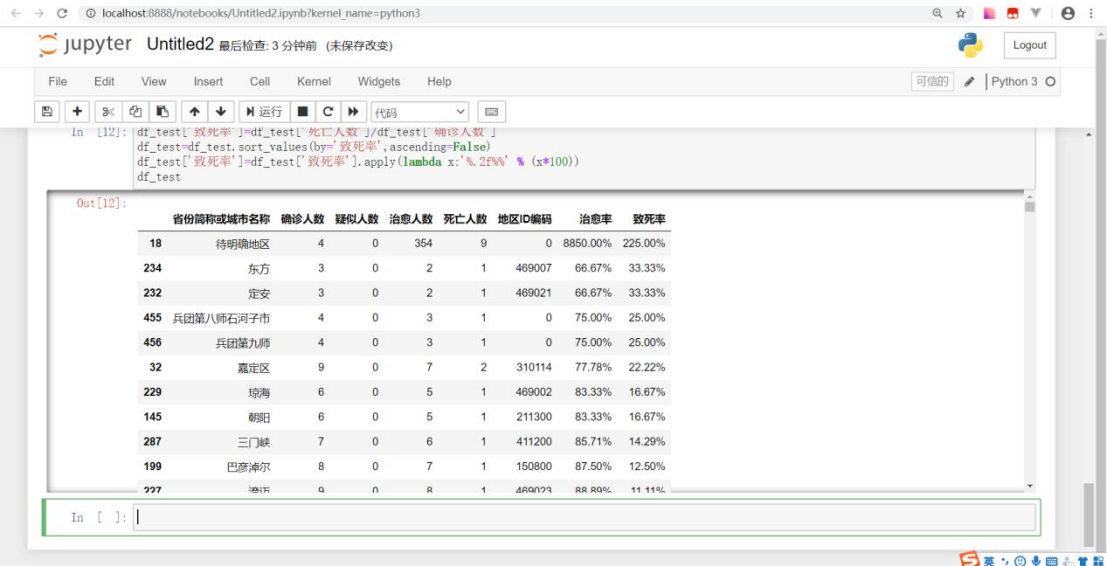 localhost:8888/notebooks/Untitled2.ipynb?kernel_name=python3
jupyter Untitled2 最后检查: 3 分钟前 (未保存改变) Logout
File Edit View Insert Cell Kernel Widgets Help 可信的 Python 3
运行 代码
In [12]: df_test['致死率']=df_test['死亡人数']/df_test['确诊人数']
df_test=df_test.sort_values(by='致死率',ascending=False)
df_test['致死率']=df_test['致死率'].apply(lambda x:'%.2f%%' % (x*100))
df_test
Out[12]:
省份简称或城市名称 确诊人数 疑似人数 治愈人数 死亡人数 地区ID编码 治愈率 致死率
18 待明确地区 4 0 354 9 0 8850.00% 225.00%
234 东方 3 0 2 1 469007 66.67% 33.33%
232 定安 3 0 2 1 469021 66.67% 33.33%
455 兵团第八师石河子市 4 0 3 1 0 75.00% 25.00%
456 兵团第九师 4 0 3 1 0 75.00% 25.00%
32 嘉定区 9 0 7 2 310114 77.78% 22.22%
229 琼海 6 0 5 1 469002 83.33% 16.67%
145 朝阳 6 0 5 1 211300 83.33% 16.67%
287 三门峡 7 0 6 1 411200 85.71% 14.29%
199 巴彦淖尔 8 0 7 1 150800 87.50% 12.50%
227 澄迈 9 0 8 1 469023 88.89% 11.11%
In [ ]:
英